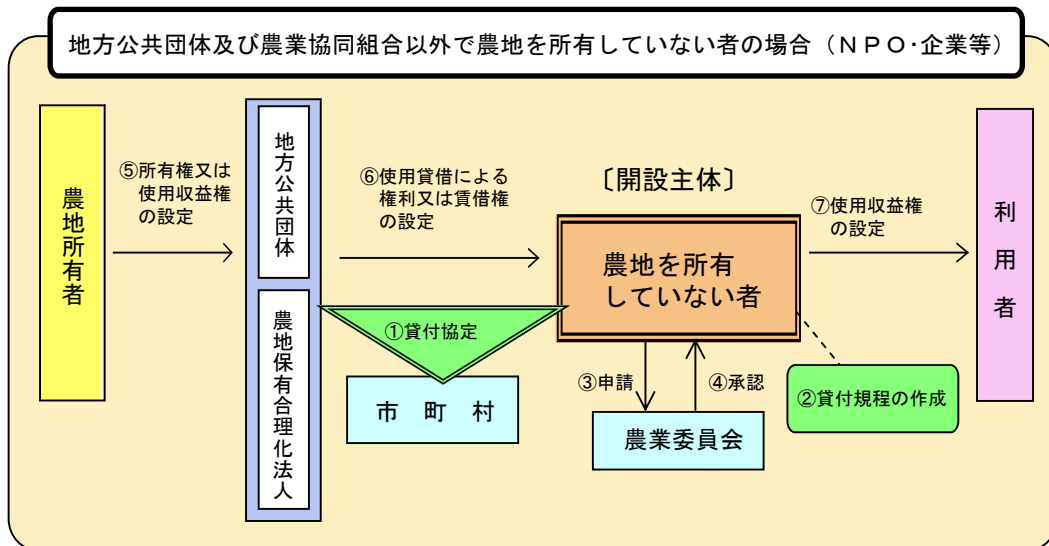 地方公共団体及び農業協同組合以外で農地を所有していない者の場合（ＮＰＯ・企業等）
農地所有者
⑤所有権又は
使用収益権
の設定
地方公共団体
農地保有合理化法人
⑥使用貸借による
権利又は賃借権
の設定
①貸付協定
市　町　村
〔開設主体〕
農地を所有
していない者
③申請
④承認
農業委員会
⑦使用収益権
の設定
②貸付規程の作成
利用者